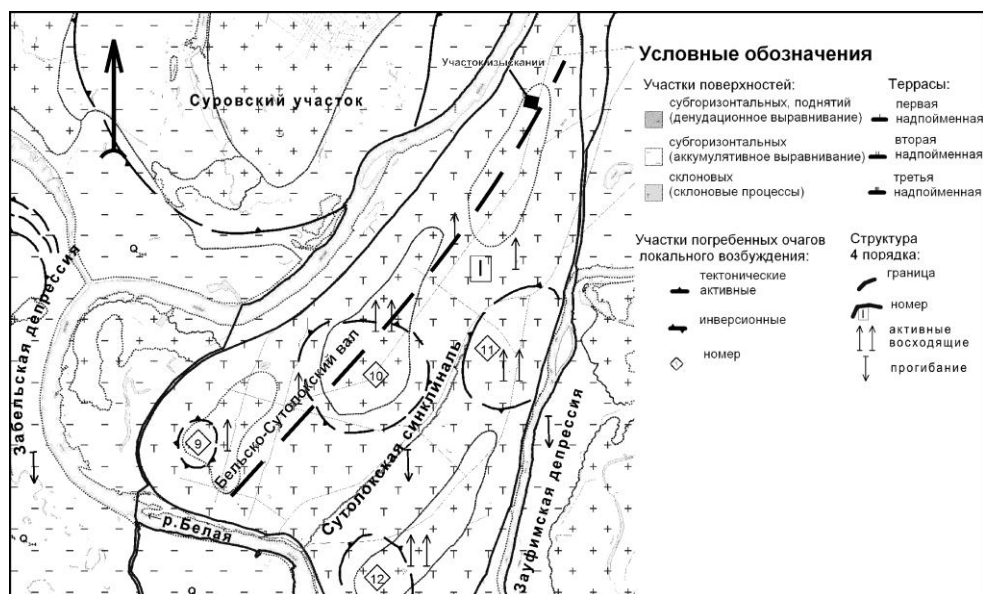 Участок изысканий
Суровский участок
Забельская депрессия
Бельско-Сутолокский вал
Сутолокская синклиналь
Зауфимская депрессия
р.Белая
I
9
10
11
12
Условные обозначения
Участки поверхностей:
субгоризонтальных, поднятий
(денудационное выравнивание)
субгоризонтальных
(аккумулятивное выравнивание)
склоновых
(склоновые процессы)
Террасы:
первая
надпойменная
вторая
надпойменная
третья
надпойменная
Участки погребенных очагов
локального возбуждения:
тектонические
активные
инверсионные
номер
Структура
4 порядка:
граница
номер
I
активные
восходящие
прогибание